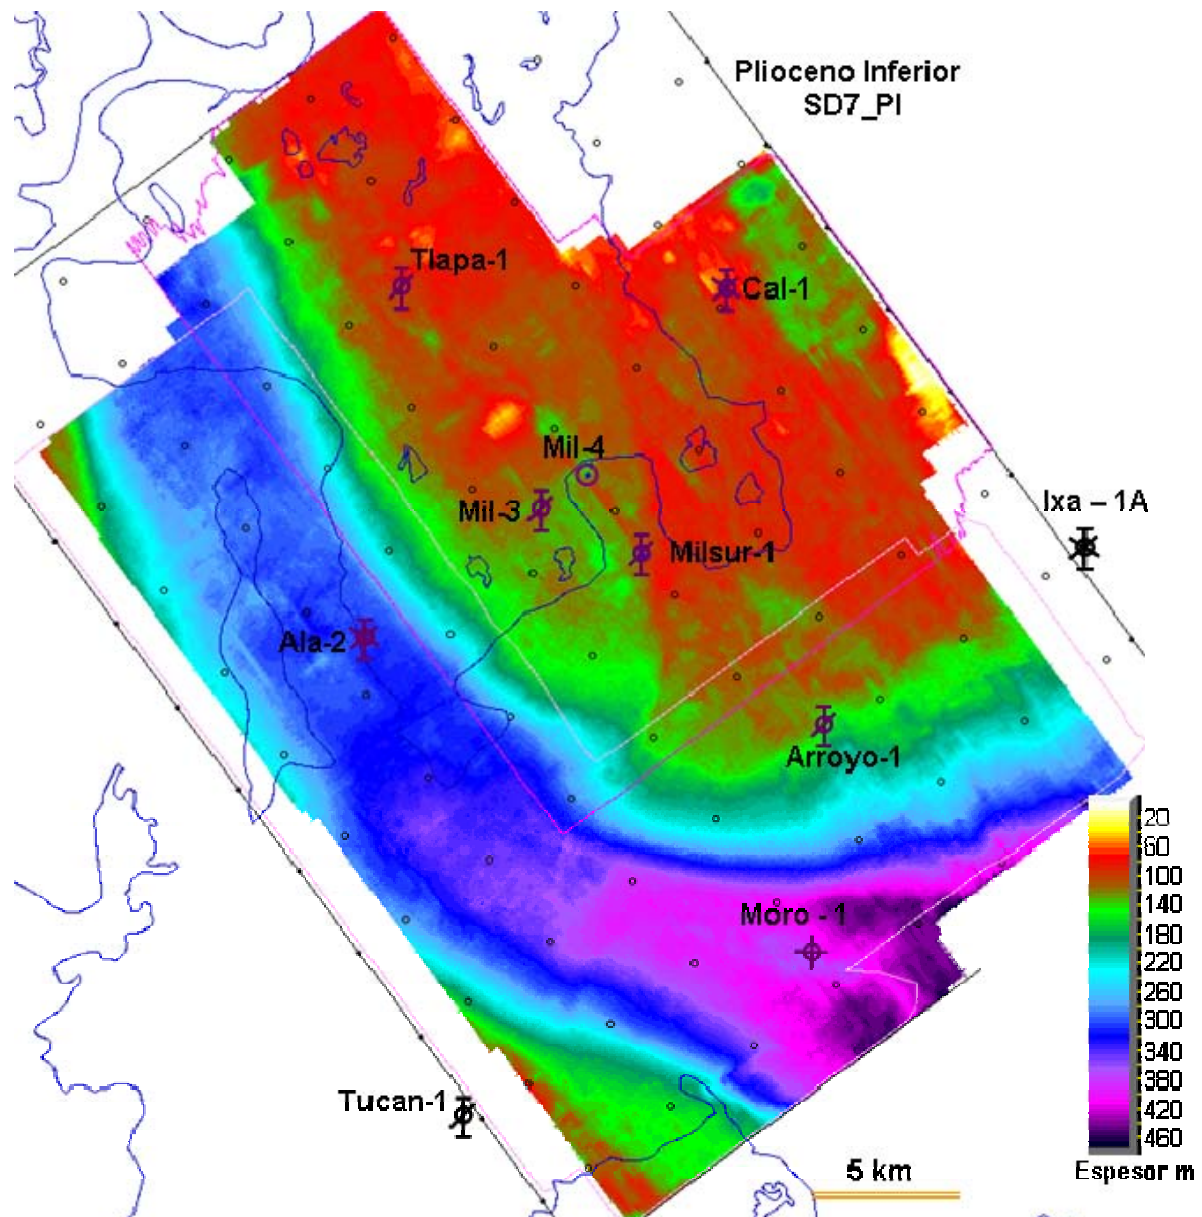 Plioceno Inferior
SD7_PI
Tlapa-1
Cal-1
Mil-4
Mil-3
Ixa – 1A
Milsur-1
Ala-2
Arroyo-1
20
60
100
140
180
220
260
300
340
380
420
460
Moro - 1
Tucan-1
5 km
Espesor m